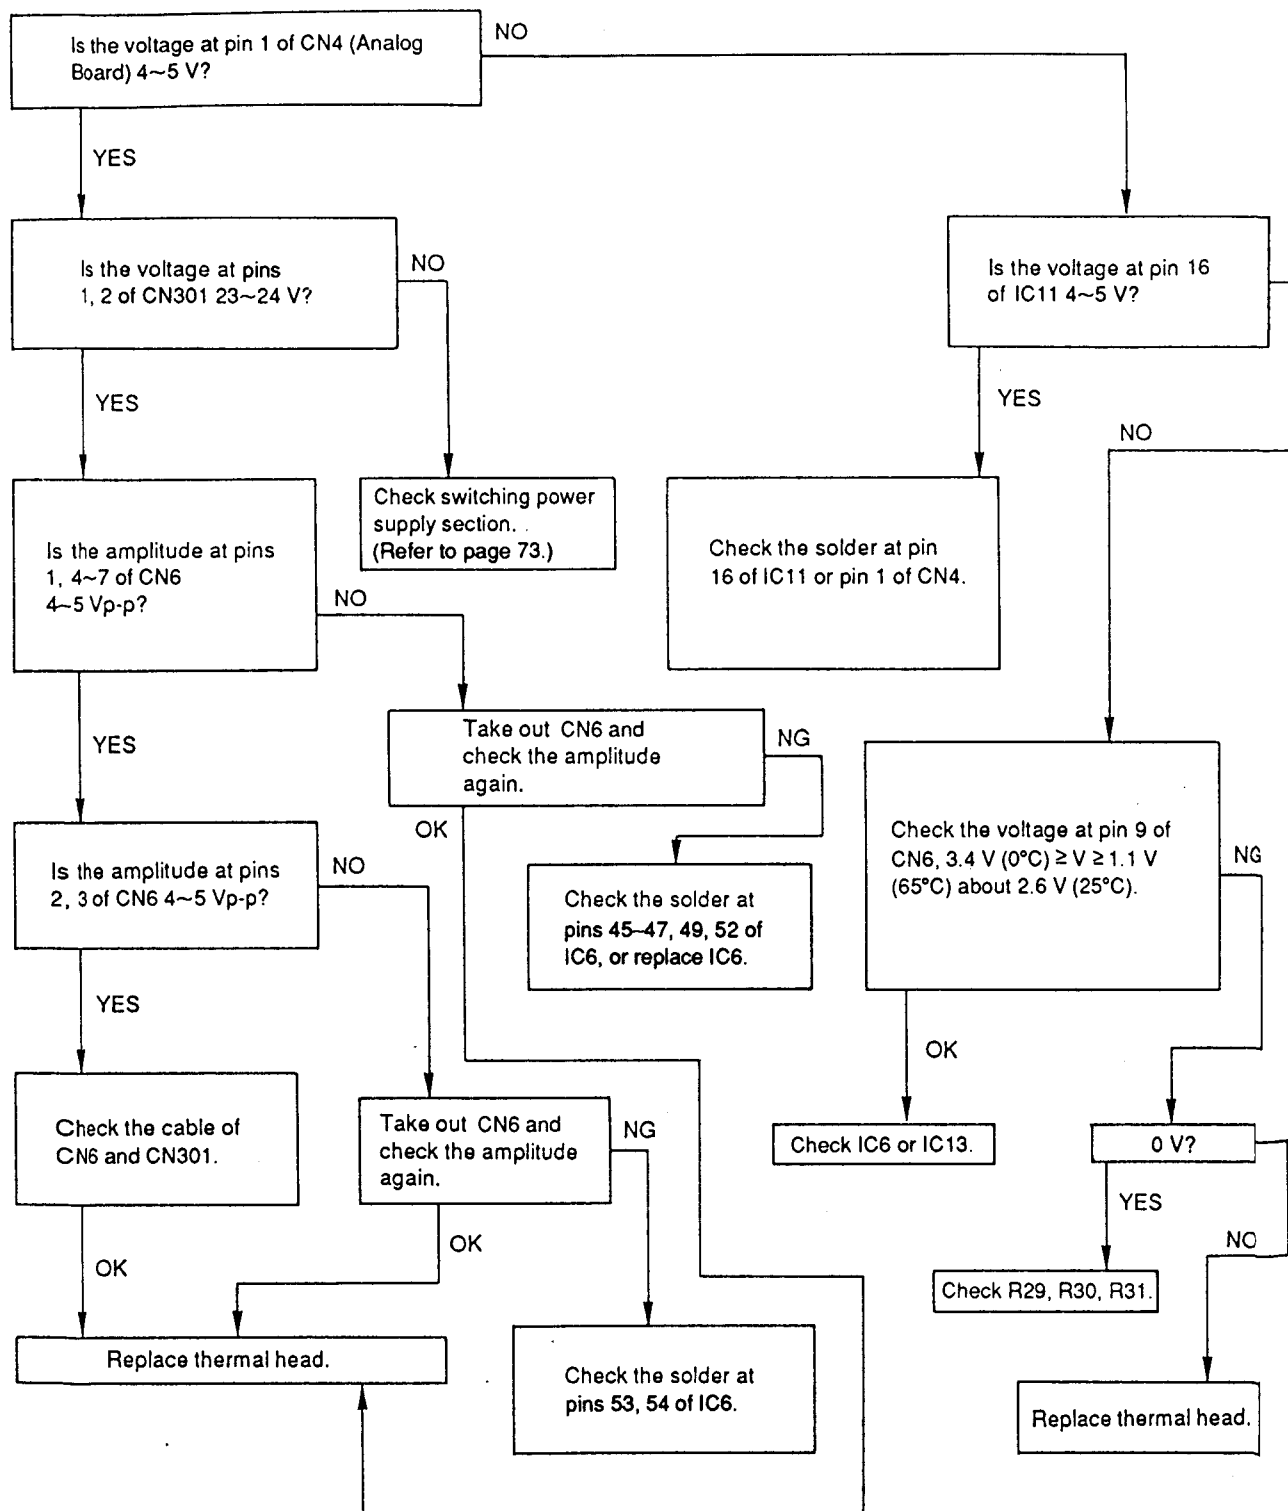 Is the voltage at pin 1 of CN4 (Analog
Board) 4~5 V?
NO
YES
Is the voltage at pins
1, 2 of CN301 23~24 V?
NO
Is the voltage at pin 16
of IC11 4~5 V?
YES
YES
NO
Check switching power
supply section.
(Refer to page 73.)
Is the amplitude at pins
1, 4~7 of CN6
4~5 Vp-p?
NO
Check the solder at pin
16 of IC11 or pin 1 of CN4.
YES
Take out CN6 and
check the amplitude
again.
NG
OK
Check the voltage at pin 9 of
CN6, 3.4 V (0°C) ≥ V ≥ 1.1 V
(65°C) about 2.6 V (25°C).
NG
Is the amplitude at pins
2, 3 of CN6 4~5 Vp-p?
NO
Check the solder at
pins 45–47, 49, 52 of
IC6, or replace IC6.
YES
OK
Check the cable of
CN6 and CN301.
Take out CN6 and
check the amplitude
again.
NG
Check IC6 or IC13.
0 V?
YES
OK
OK
NO
Check R29, R30, R31.
Replace thermal head.
Check the solder at
pins 53, 54 of IC6.
Replace thermal head.